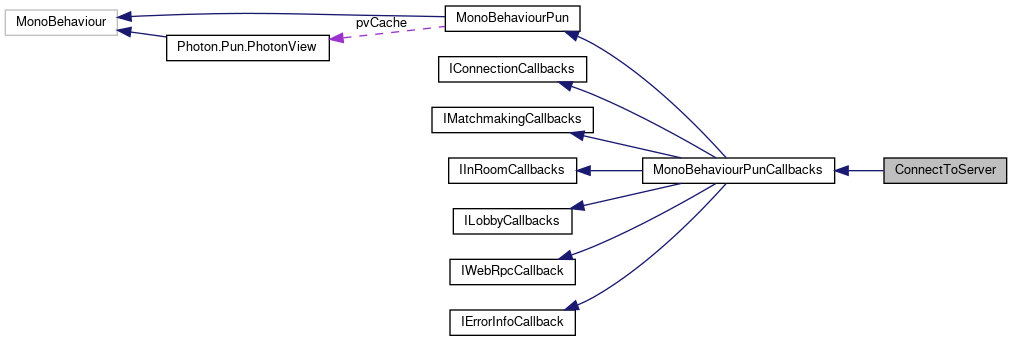 MonoBehaviour
pvCache
MonoBehaviourPun
Photon.Pun.PhotonView
IConnectionCallbacks
IMatchmakingCallbacks
IInRoomCallbacks
MonoBehaviourPunCallbacks
ConnectToServer
ILobbyCallbacks
IWebRpcCallback
IErrorInfoCallback